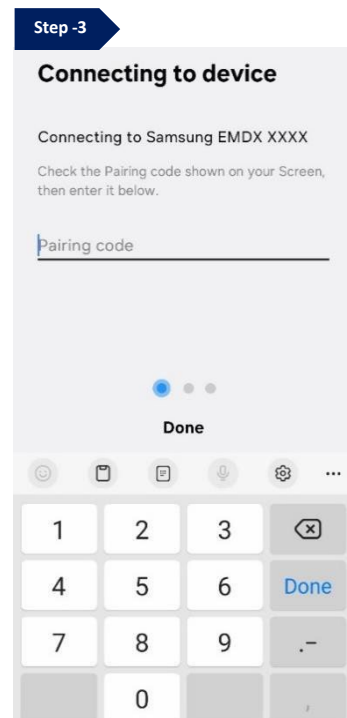 Step -3
Connecting to device
Connecting to Samsung EMDX XXXX
Check the Pairing code shown on your Screen,
then enter it below.
Pairing code
Done
1 2 3
4 5 6 Done
7 8 9 .-
0 ,